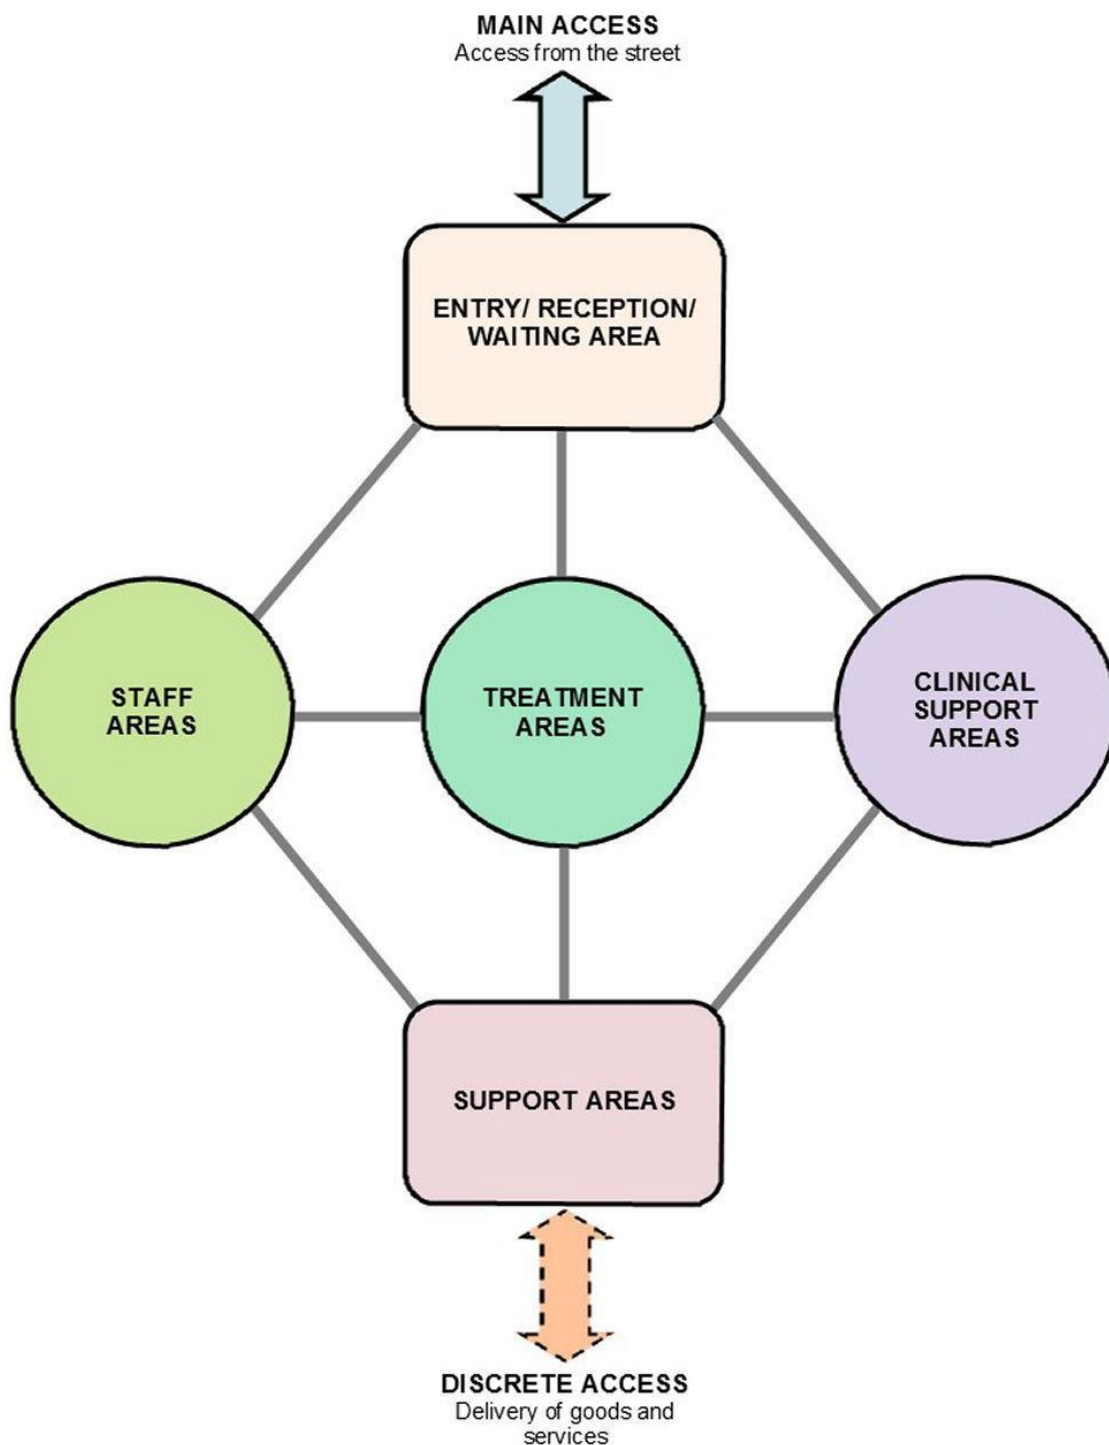 MAIN ACCESS
Access from the street
ENTRY/ RECEPTION/
WAITING AREA
STAFF
AREAS
TREATMENT
AREAS
CLINICAL
SUPPORT
AREAS
SUPPORT AREAS
DISCRETE ACCESS
Delivery of goods and
services